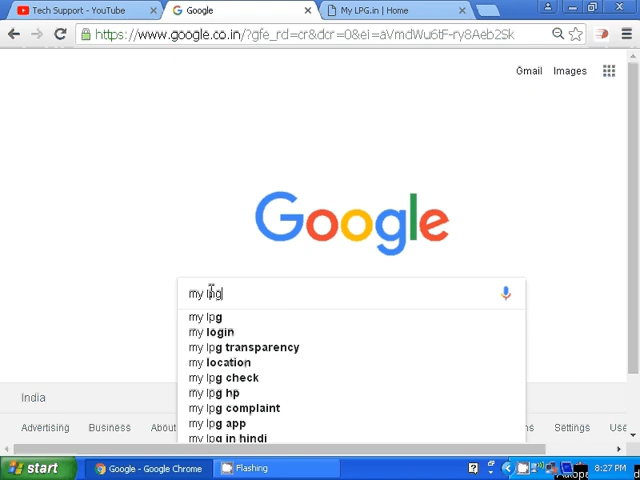 Tech Support - YouTube
Google
My LPG.in | Home
https://www.google.co.in/?gfe_rd=cr&dcr=0&ei=aVmdWu6tF-ry8Aeb2Sk
Gmail
Images
Google
my lpg
my lpg
my login
my lpg transparency
my location
my lpg check
my lpg hp
my lpg complaint
my lpg app
my lpg in hindi
India
Advertising
Business
About
Settings
start
Google - Google Chrome
Flashing
8:27 PM